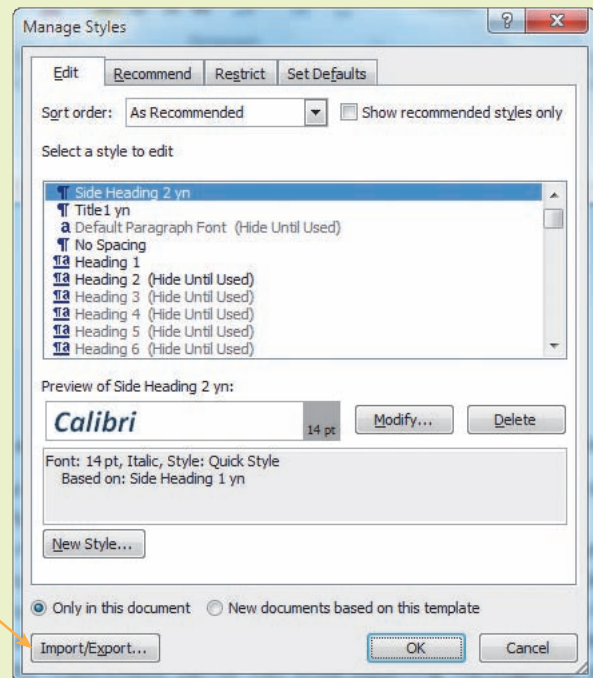 Manage Styles
Edit Recommend Restrict Set Defaults
Sort order: As Recommended Show recommended styles only
Select a style to edit
¶ Side Heading 2 yn
¶ Title1 yn
a Default Paragraph Font (Hide Until Used)
¶ No Spacing
¶a Heading 1
¶a Heading 2 (Hide Until Used)
¶a Heading 3 (Hide Until Used)
¶a Heading 4 (Hide Until Used)
¶a Heading 5 (Hide Until Used)
¶a Heading 6 (Hide Until Used)
Preview of Side Heading 2 yn:
Calibri 14 pt Modify... Delete
Font: 14 pt, Italic, Style: Quick Style
Based on: Side Heading 1 yn
New Style...
Only in this document New documents based on this template
Import/Export... OK Cancel